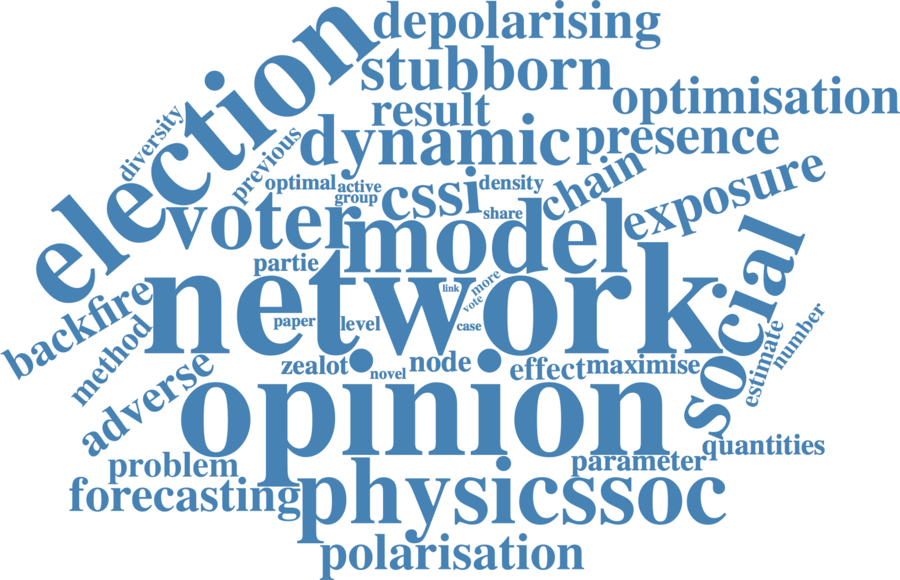 depolarising
election
stubborn
optimisation
result
diversity
previous
dynamic
presence
optimal
active
group
cssi
density
share
chain
exposure
voter
model
partie
backfire
network
link
more
vote
paper
level
case
social
method
estimate
number
zealot
novel
node
effect
maximise
adverse
opinion
quantities
problem
parameter
forecasting
physicssoc
polarisation